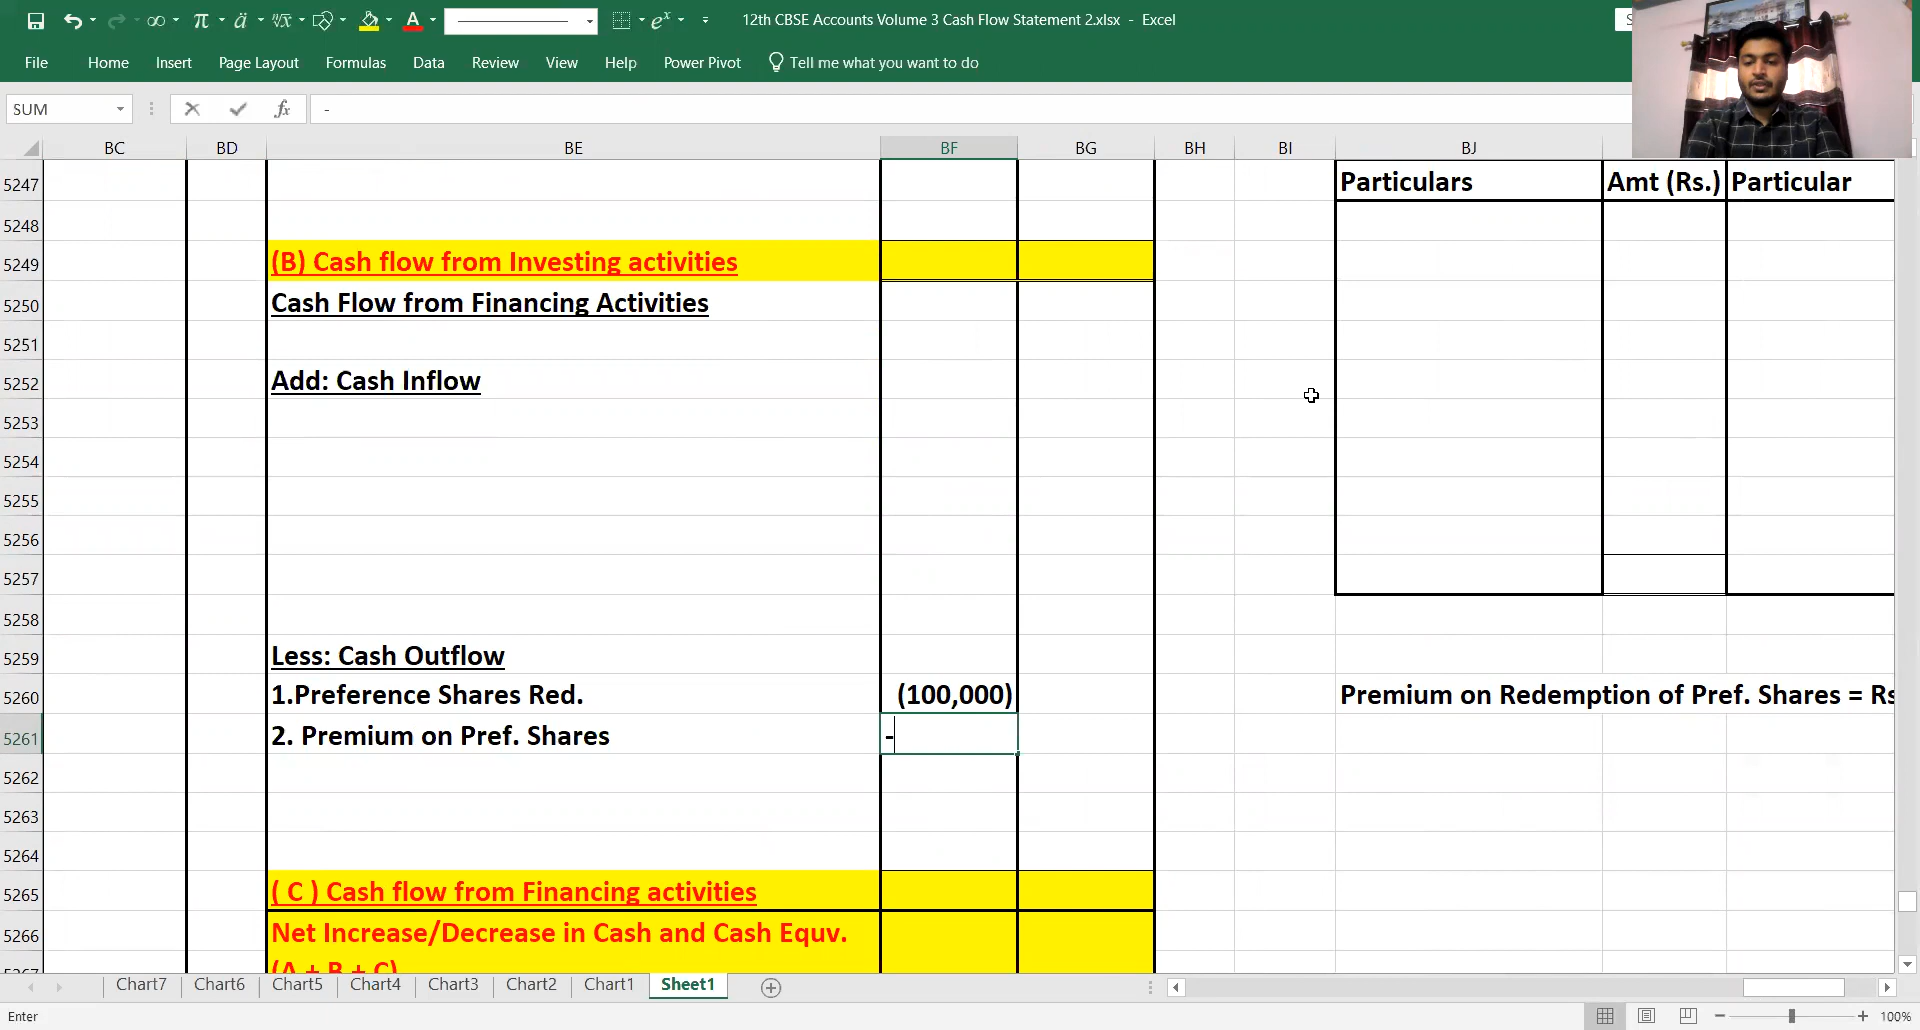 12th CBSE Accounts Volume 3 Cash Flow Statement 2.xlsx - Excel
File Home Insert Page Layout Formulas Data Review View Help Power Pivot Tell me what you want to do
SUM fx -
BC BD BE BF BG BH BI BJ
5247 Particulars Amt (Rs.) Particular
5248
5249 (B) Cash flow from Investing activities
5250 Cash Flow from Financing Activities
5251
5252 Add: Cash Inflow
5253
5254
5255
5256
5257
5258
5259 Less: Cash Outflow
5260 1.Preference Shares Red. (100,000) Premium on Redemption of Pref. Shares = Rs
5261 2. Premium on Pref. Shares -
5262
5263
5264
5265 ( C ) Cash flow from Financing activities
5266 Net Increase/Decrease in Cash and Cash Equv.
5267 (A + B + C)
Chart7 Chart6 Chart5 Chart4 Chart3 Chart2 Chart1 Sheet1
Enter 100%